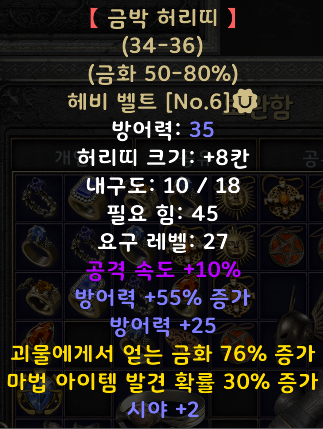 【 금박 허리띠 】
(34-36)
(금화 50-80%)
헤비 벨트 [No.6]
방어력: 35
허리띠 크기: +8칸
내구도: 10 / 18
필요 힘: 45
요구 레벨: 27
공격 속도 +10%
방어력 +55% 증가
방어력 +25
괴물에게서 얻는 금화 76% 증가
마법 아이템 발견 확률 30% 증가
시야 +2